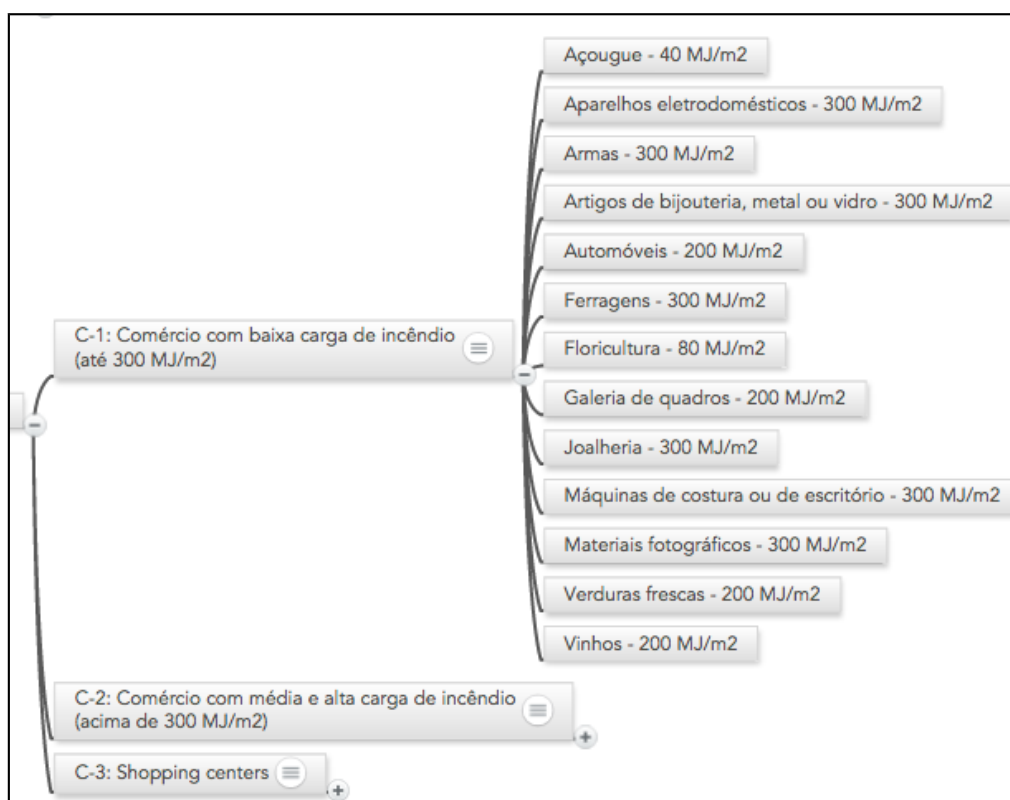 Açougue - 40 MJ/m2
Aparelhos eletrodomésticos - 300 MJ/m2
Armas - 300 MJ/m2
Artigos de bijouteria, metal ou vidro - 300 MJ/m2
Automóveis - 200 MJ/m2
Ferragens - 300 MJ/m2
C-1: Comércio com baixa carga de incêndio
(até 300 MJ/m2)
Floricultura - 80 MJ/m2
Galeria de quadros - 200 MJ/m2
Joalheria - 300 MJ/m2
Máquinas de costura ou de escritório - 300 MJ/m2
Materiais fotográficos - 300 MJ/m2
Verduras frescas - 200 MJ/m2
Vinhos - 200 MJ/m2
C-2: Comércio com média e alta carga de incêndio
(acima de 300 MJ/m2)
C-3: Shopping centers